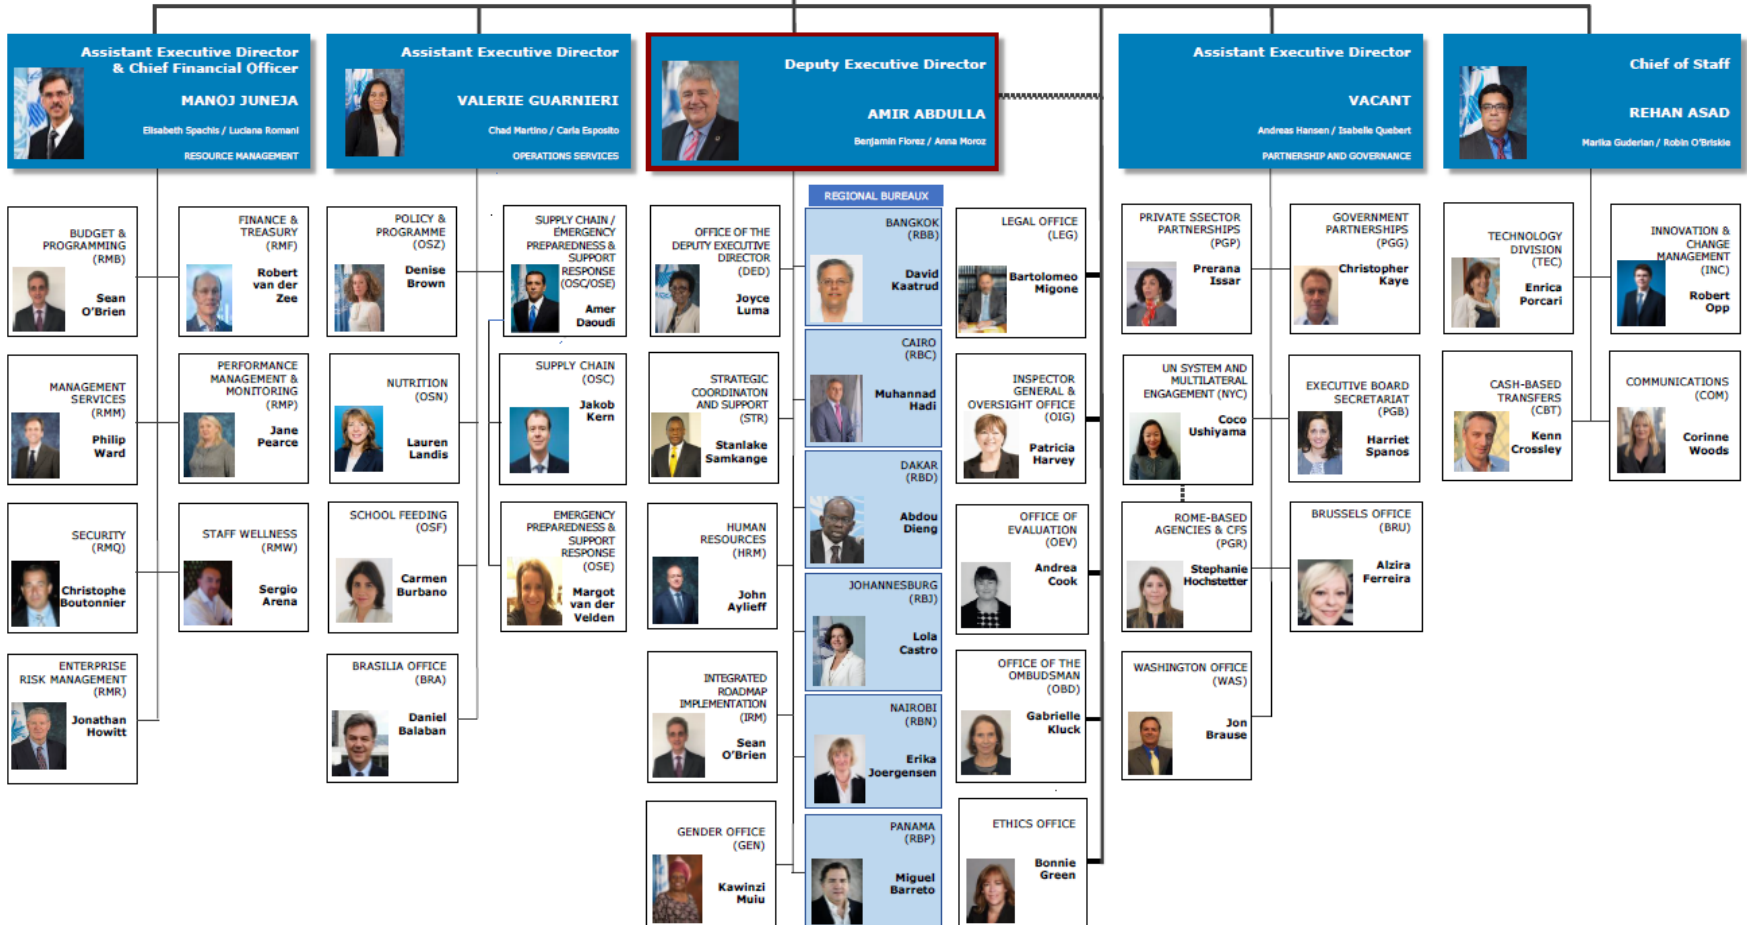 Assistant Executive Director
& Chief Financial Officer
MANOJ JUNEJA
Elisabeth Spachis / Luciana Romani
RESOURCE MANAGEMENT
Assistant Executive Director
VALERIE GUARNIERI
Chad Martino / Carla Esposito
OPERATIONS SERVICES
Deputy Executive Director
AMIR ABDULLA
Benjamin Florez / Anna Moroz
Assistant Executive Director
VACANT
Andreas Hansen / Isabelle Quebert
PARTNERSHIP AND GOVERNANCE
Chief of Staff
REHAN ASAD
Marika Guderian / Robin O'Briskie
BUDGET &
PROGRAMMING
(RMB)
Sean
O'Brien
FINANCE &
TREASURY
(RMF)
Robert
van der
Zee
MANAGEMENT
SERVICES
(RMM)
Philip
Ward
PERFORMANCE
MANAGEMENT &
MONITORING
(RMP)
Jane
Pearce
SECURITY
(RMQ)
Christophe
Boutonnier
STAFF WELLNESS
(RMW)
Sergio
Arena
ENTERPRISE
RISK MANAGEMENT
(RMR)
Jonathan
Howitt
POLICY &
PROGRAMME
(OSZ)
Denise
Brown
SUPPLY CHAIN /
EMERGENCY
PREPAREDNESS &
SUPPORT
RESPONSE
(OSC/OSE)
Amer
Daoudi
NUTRITION
(OSN)
Lauren
Landis
SUPPLY CHAIN
(OSC)
Jakob
Kern
SCHOOL FEEDING
(OSF)
Carmen
Burbano
EMERGENCY
PREPAREDNESS &
SUPPORT
RESPONSE
(OSE)
Margot
van der
Velden
BRASILIA OFFICE
(BRA)
Daniel
Balaban
OFFICE OF THE
DEPUTY EXECUTIVE
DIRECTOR
(DED)
Joyce
Luma
STRATEGIC
COORDINATON
AND SUPPORT
(STR)
Stanlake
Samkange
HUMAN
RESOURCES
(HRM)
John
Aylieff
INTEGRATED
ROADMAP
IMPLEMENTATION
(IRM)
Sean
O'Brien
GENDER OFFICE
(GEN)
Kawinzi
Muiu
REGIONAL BUREAUX
BANGKOK
(RBB)
David
Kaatrud
CAIRO
(RBC)
Muhannad
Hadi
DAKAR
(RBD)
Abdou
Dieng
JOHANNESBURG
(RBJ)
Lola
Castro
NAIROBI
(RBN)
Erika
Joergensen
PANAMA
(RBP)
Miguel
Barreto
LEGAL OFFICE
(LEG)
Bartolomeo
Migone
INSPECTOR
GENERAL &
OVERSIGHT OFFICE
(OIG)
Patricia
Harvey
OFFICE OF
EVALUATION
(OEV)
Andrea
Cook
OFFICE OF THE
OMBUDSMAN
(OBD)
Gabrielle
Kluck
ETHICS OFFICE
Bonnie
Green
PRIVATE SSECTOR
PARTNERSHIPS
(PGP)
Prerana
Issar
GOVERNMENT
PARTNERSHIPS
(PGG)
Christopher
Kaye
UN SYSTEM AND
MULTILATERAL
ENGAGEMENT (NYC)
Coco
Ushiyama
EXECUTIVE BOARD
SECRETARIAT
(PGB)
Harriet
Spanos
ROME-BASED
AGENCIES & CFS
(PGR)
Stephanie
Hochstetter
BRUSSELS OFFICE
(BRU)
Alzira
Ferreira
WASHINGTON OFFICE
(WAS)
Jon
Brause
TECHNOLOGY
DIVISION
(TEC)
Enrica
Porcari
INNOVATION &
CHANGE
MANAGEMENT
(INC)
Robert
Opp
CASH-BASED
TRANSFERS
(CBT)
Kenn
Crossley
COMMUNICATIONS
(COM)
Corinne
Woods